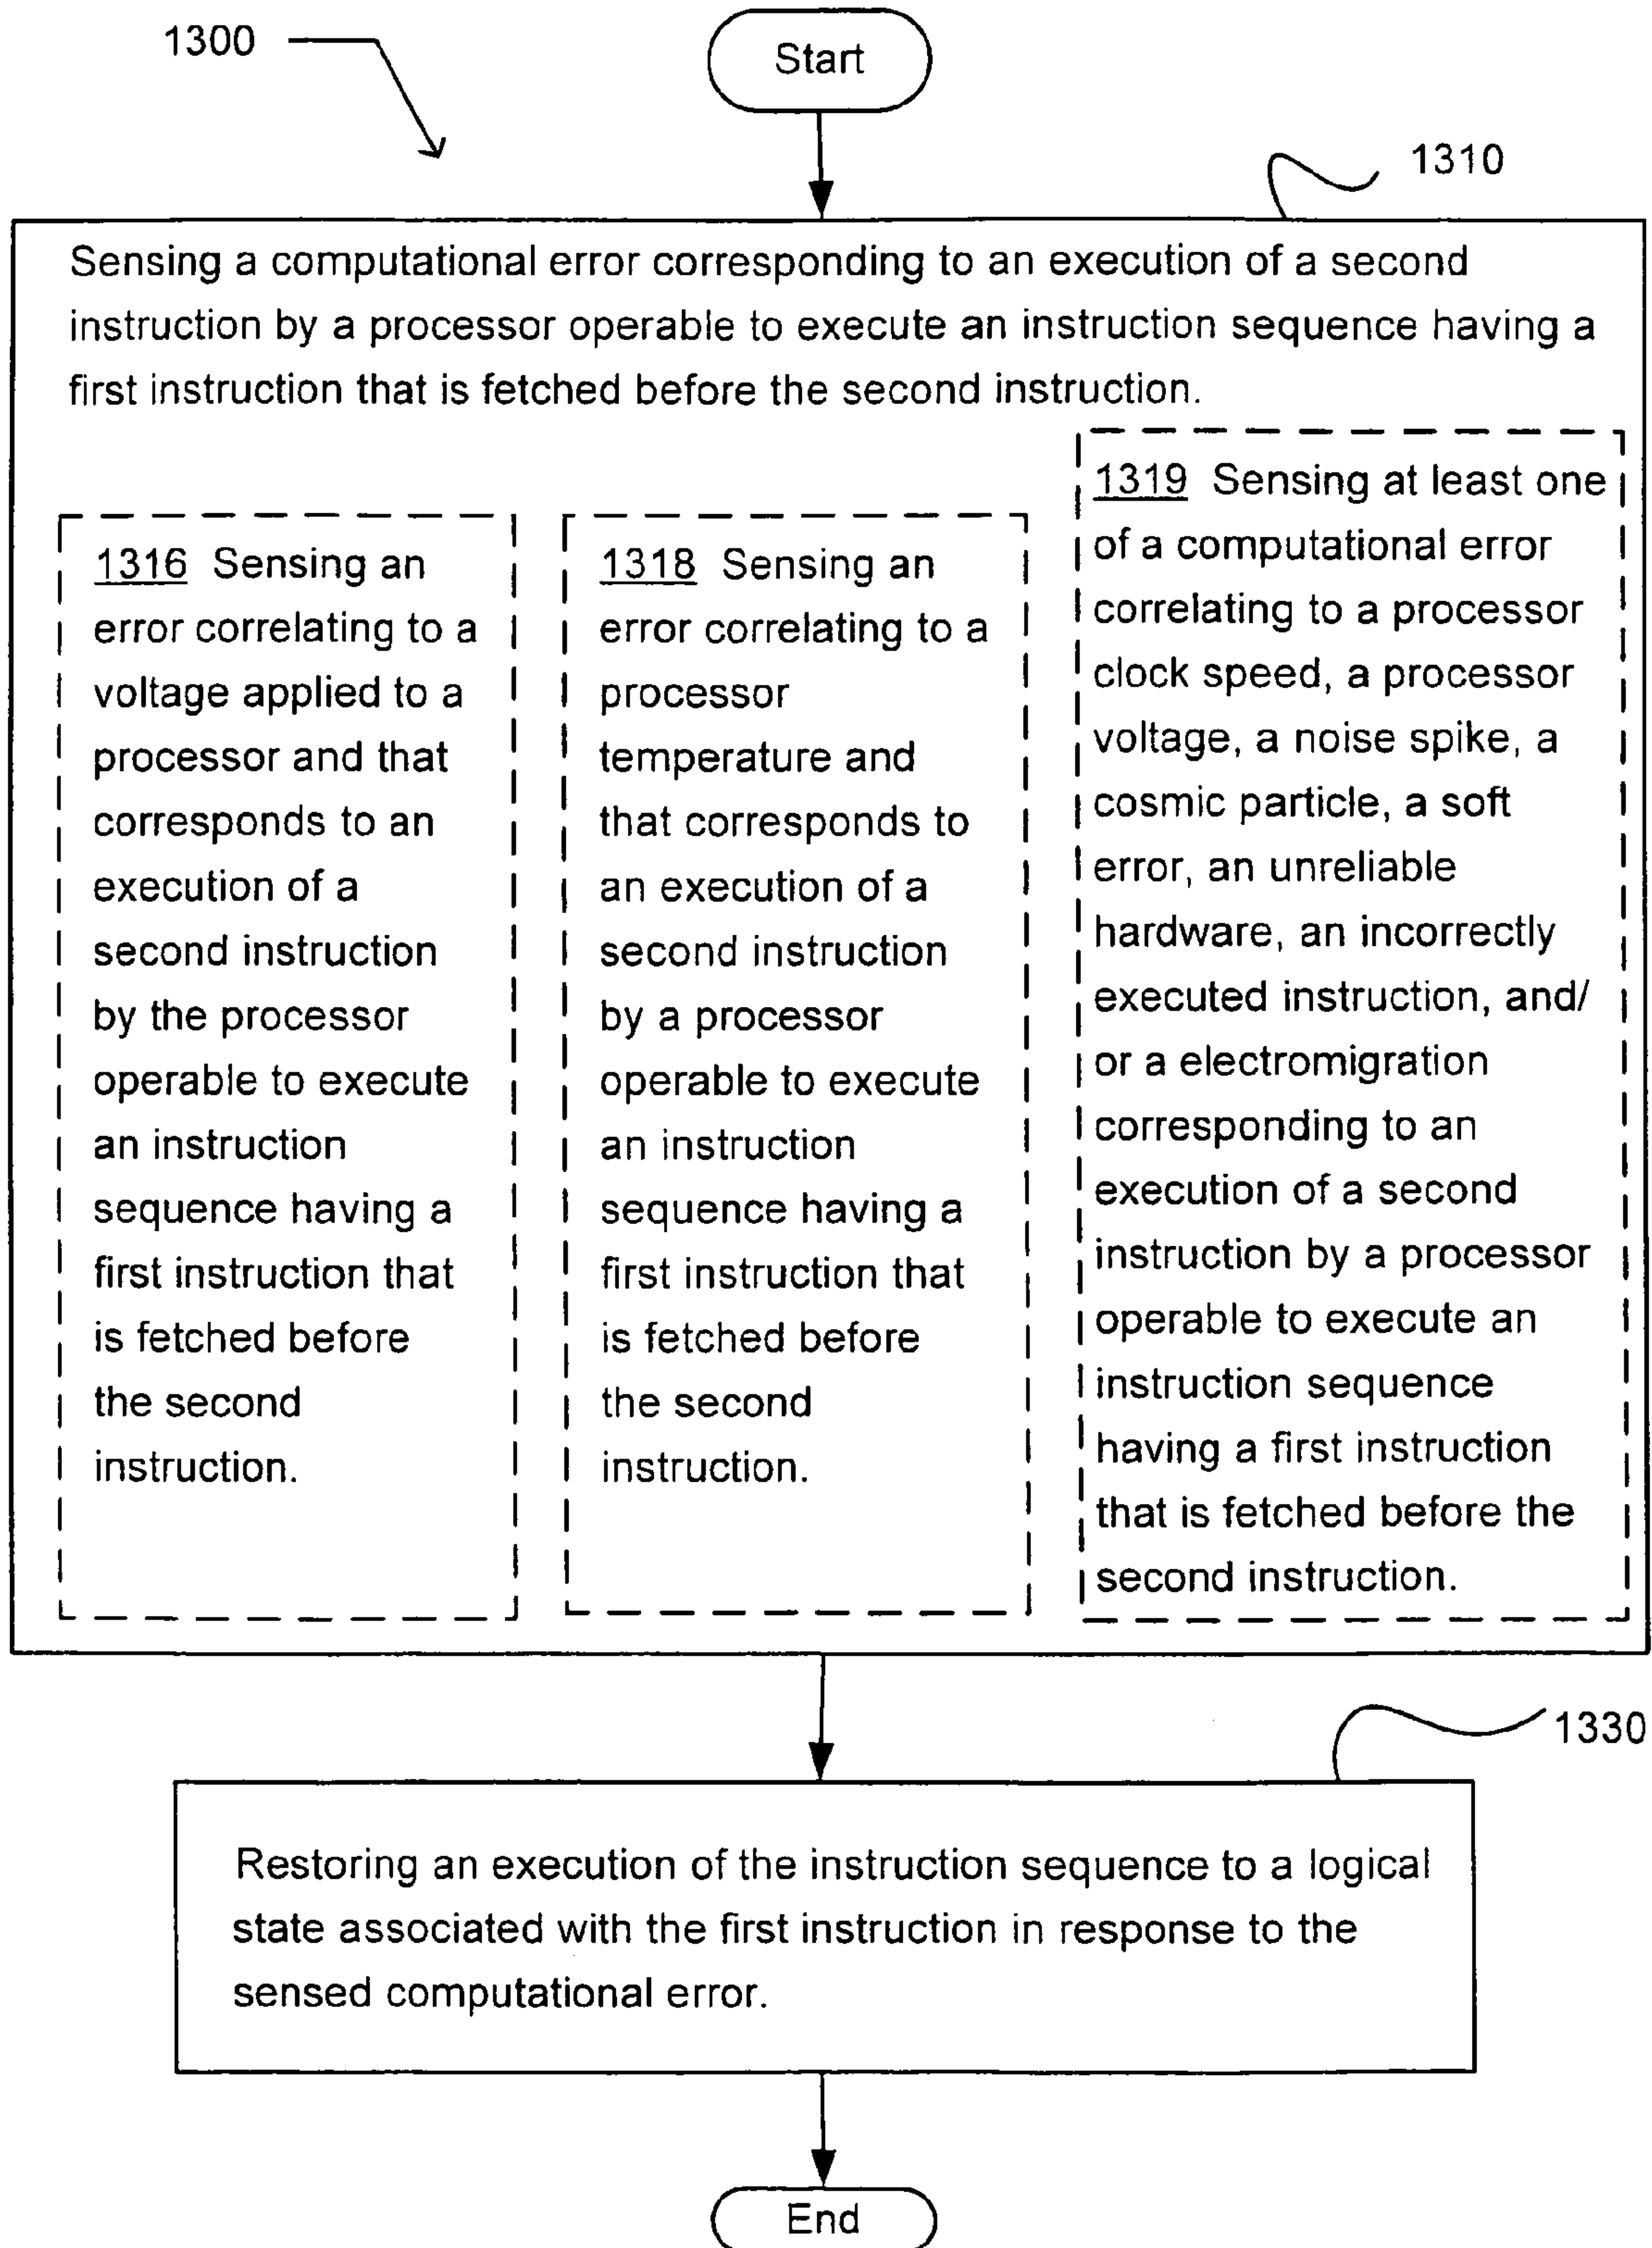 1300
Start
1310
Sensing a computational error corresponding to an execution of a second
instruction by a processor operable to execute an instruction sequence having a
first instruction that is fetched before the second instruction.
1316 Sensing an
error correlating to a
voltage applied to a
processor and that
corresponds to an
execution of a
second instruction
by the processor
operable to execute
an instruction
sequence having a
first instruction that
is fetched before
the second
instruction.
1318 Sensing an
error correlating to a
processor
temperature and
that corresponds to
an execution of a
second instruction
by a processor
operable to execute
an instruction
sequence having a
first instruction that
is fetched before
the second
instruction.
1319 Sensing at least one
of a computational error
correlating to a processor
clock speed, a processor
voltage, a noise spike, a
cosmic particle, a soft
error, an unreliable
hardware, an incorrectly
executed instruction, and/
or a electromigration
corresponding to an
execution of a second
instruction by a processor
operable to execute an
instruction sequence
having a first instruction
that is fetched before the
second instruction.
1330
Restoring an execution of the instruction sequence to a logical
state associated with the first instruction in response to the
sensed computational error.
End